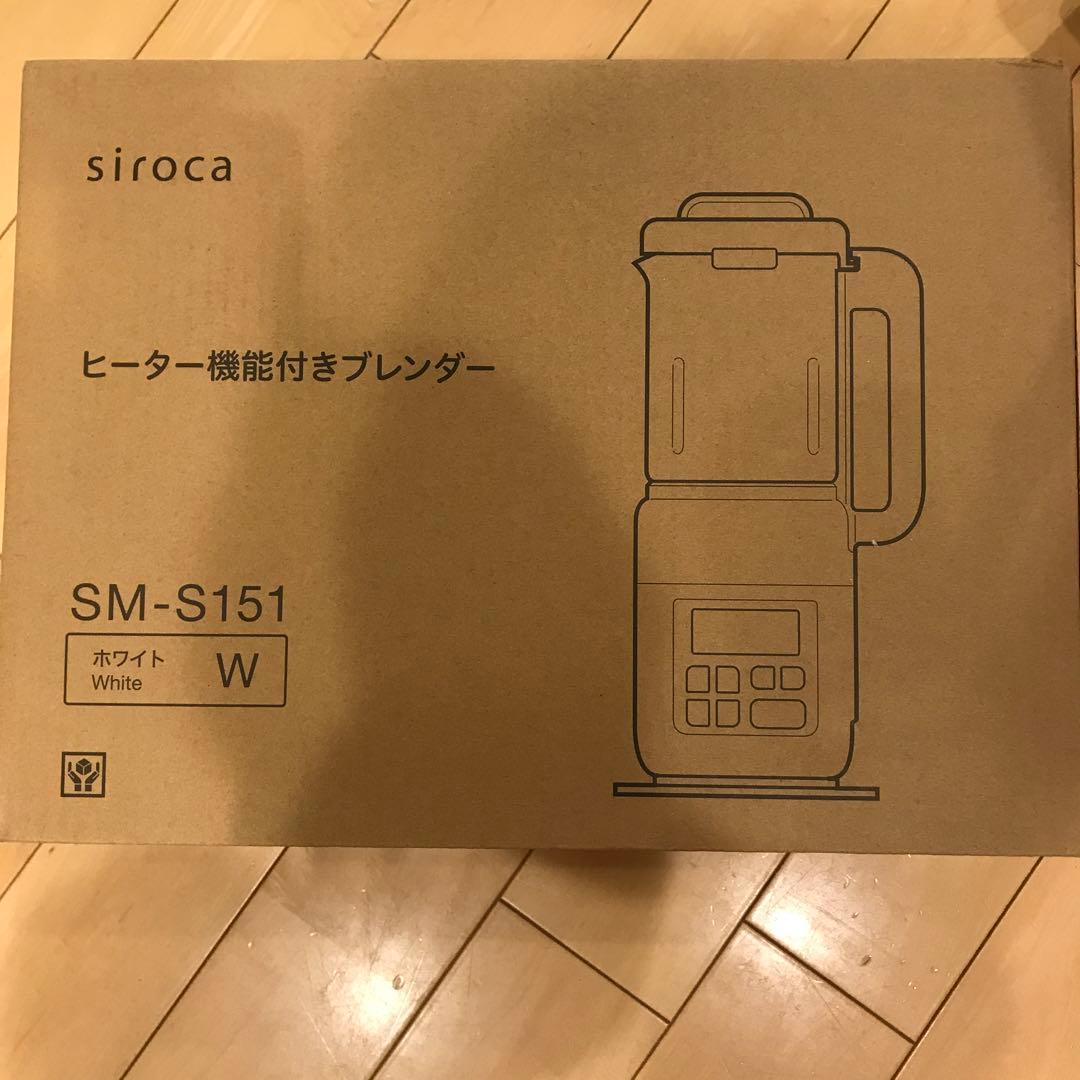 siroca
ヒーター機能付きブレンダー
SM-S151
ホワイト
White
W